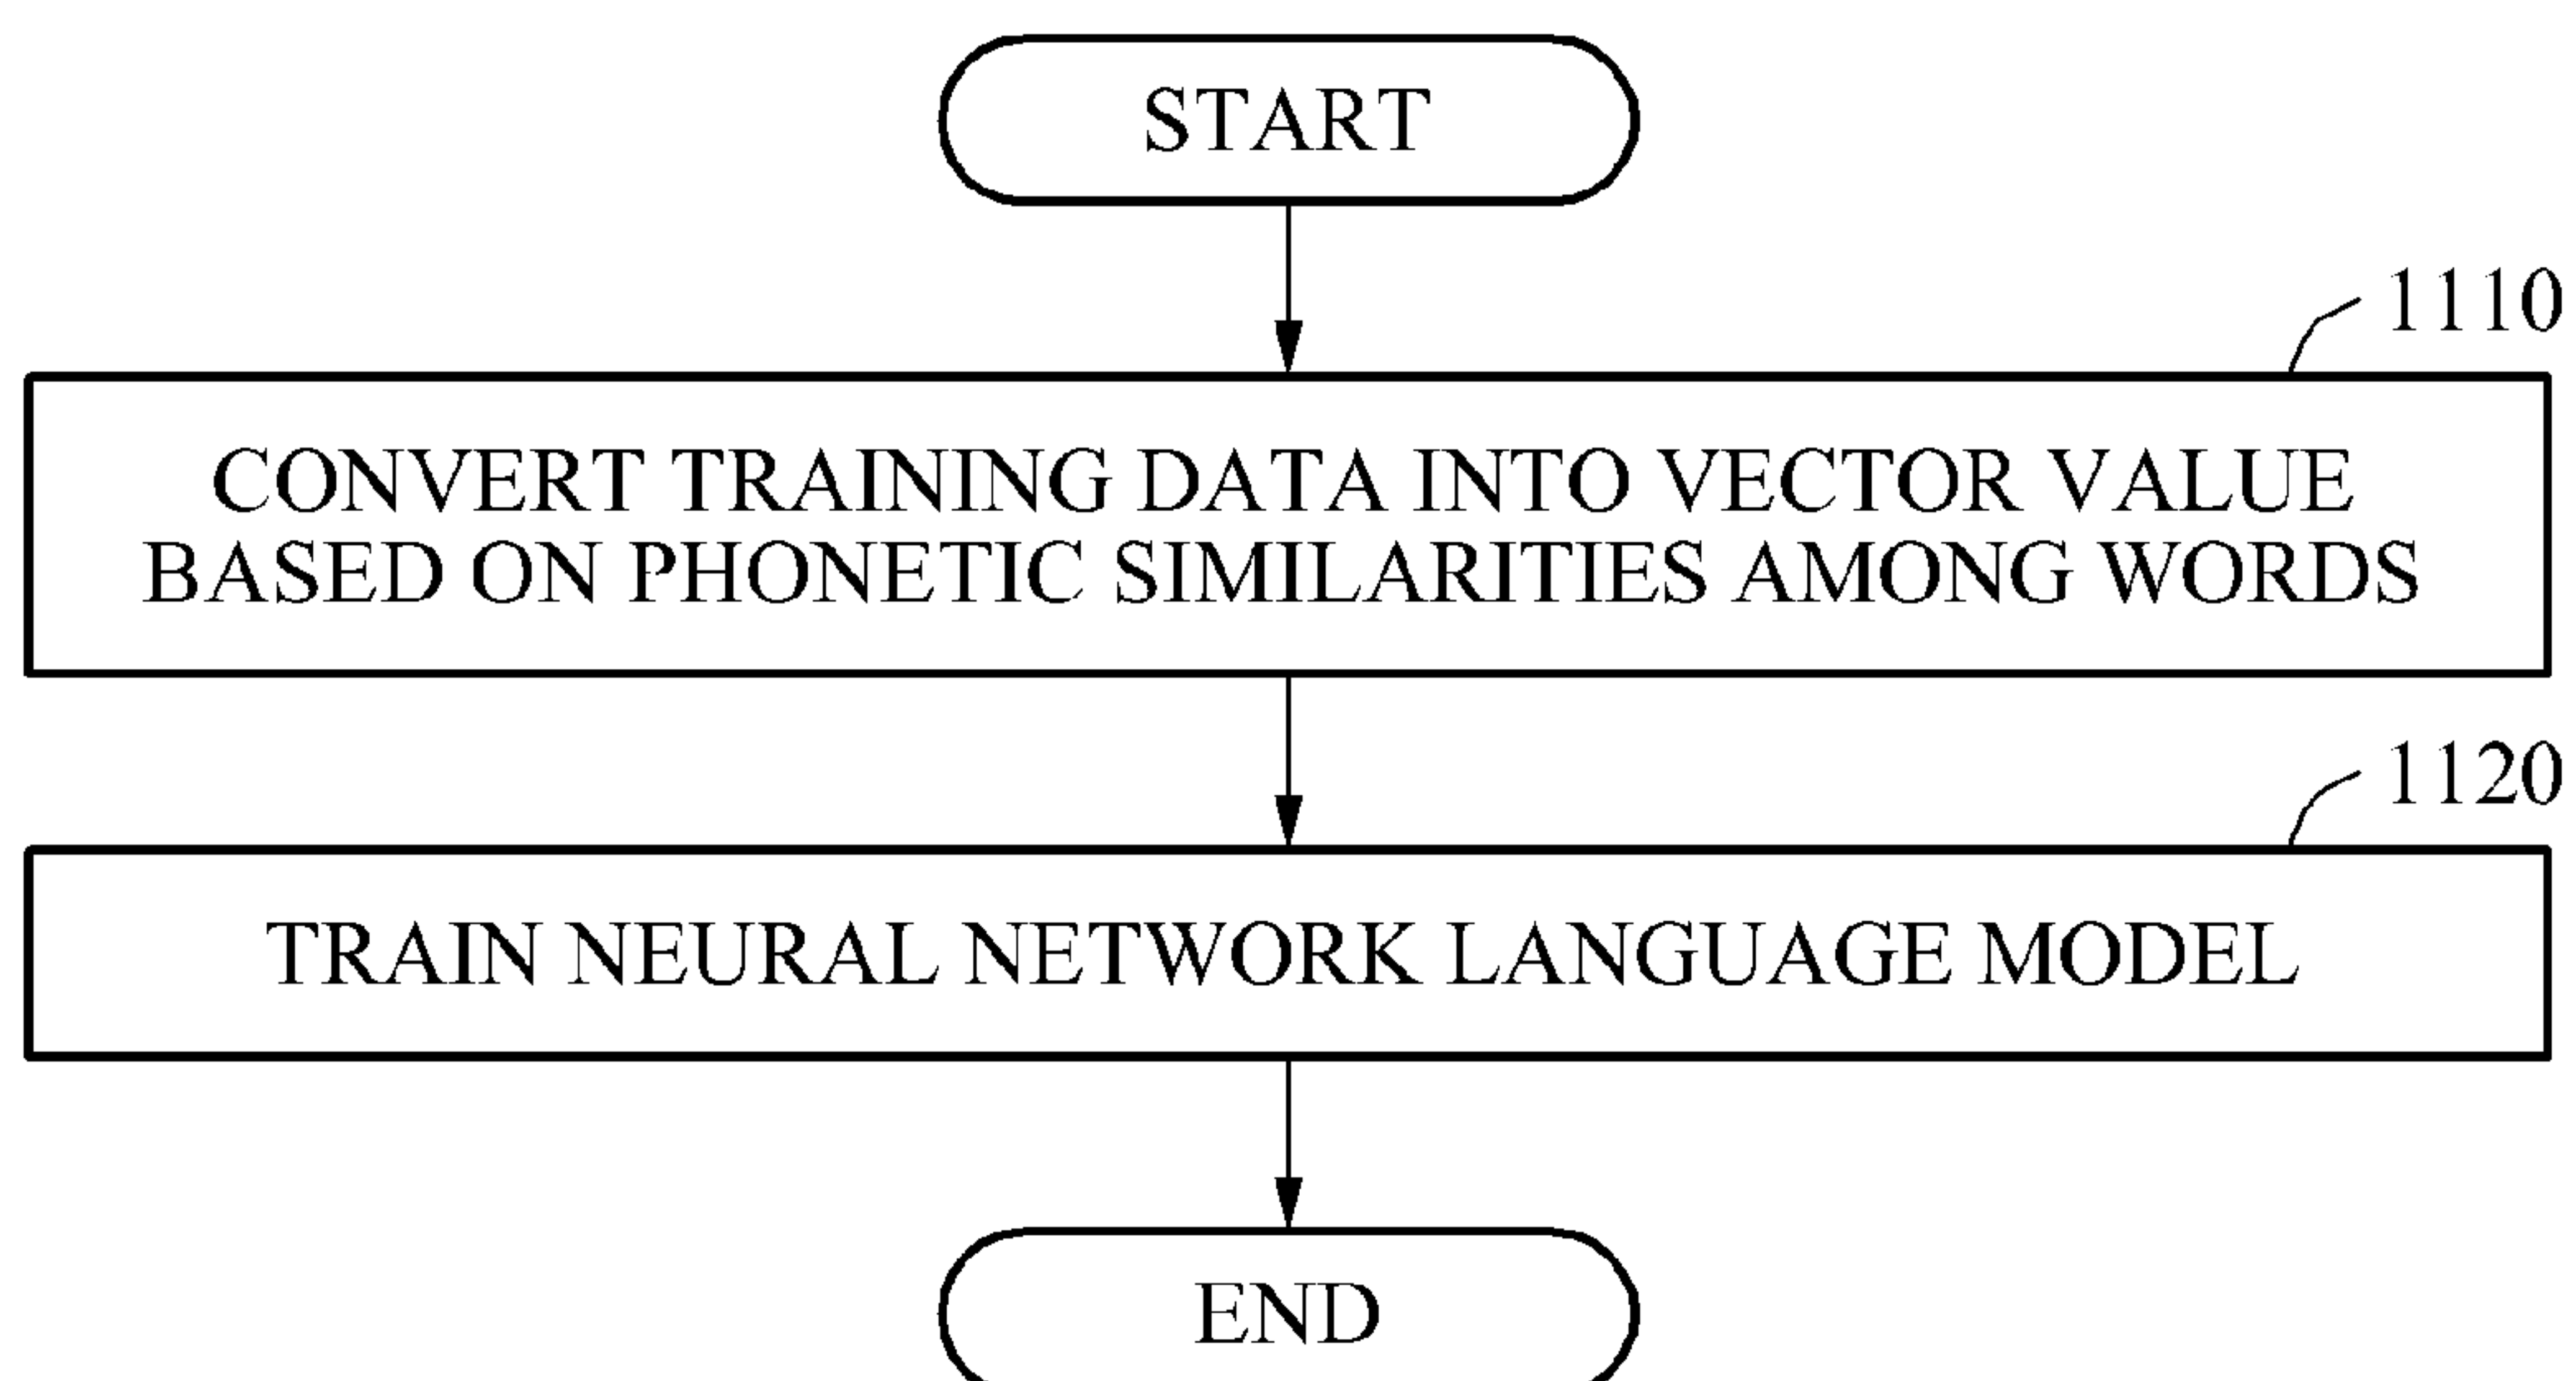 START
1110
CONVERT TRAINING DATA INTO VECTOR VALUE
BASED ON PHONETIC SIMILARITIES AMONG WORDS
1120
TRAIN NEURAL NETWORK LANGUAGE MODEL
END